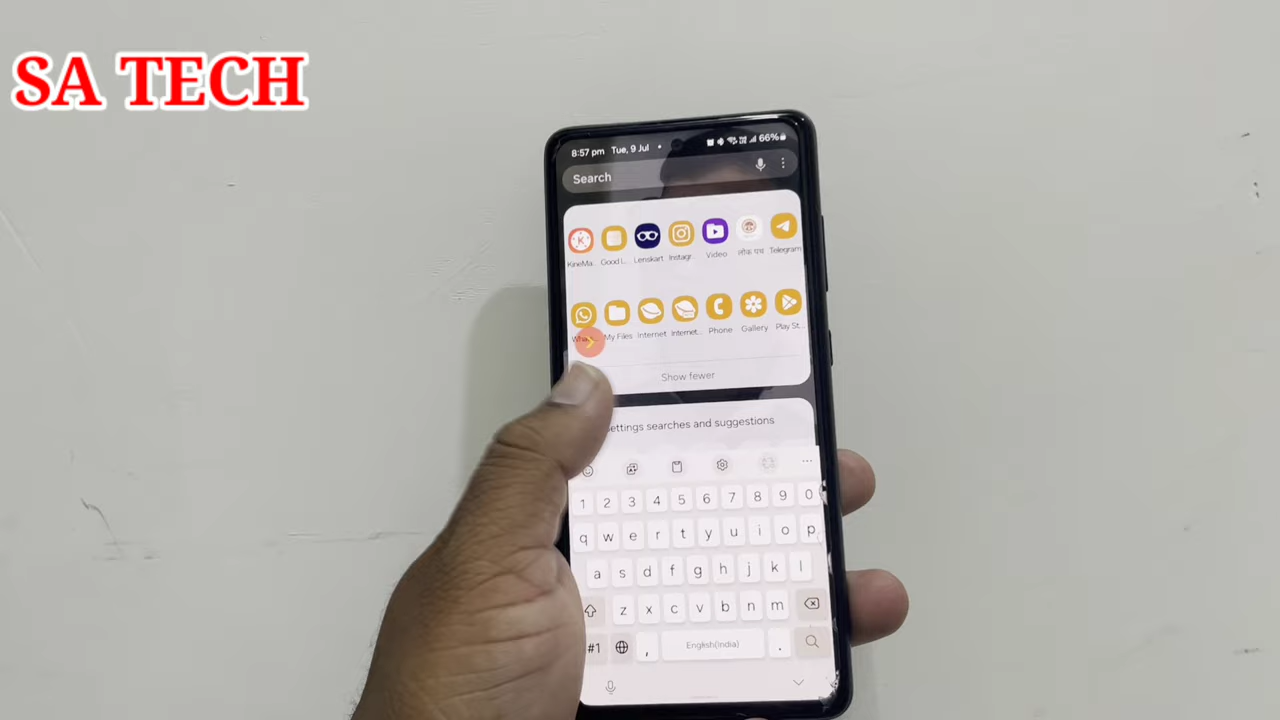 SA TECH
8:57 pm Tue, 9 Jul
66%
Search
KineMa..
Good L..
Lenskart
Instagr
Video
लोक पथ
Telegram
My Files
Internet
Internet...
Phone
Gallery
Play St...
Show fewer
settings searches and suggestions
1 2 3 4 5 6 7 8 9 0
q w e r t y u i o p
a s d f g h j k l
z x c v b n m
#1 , English(India) .